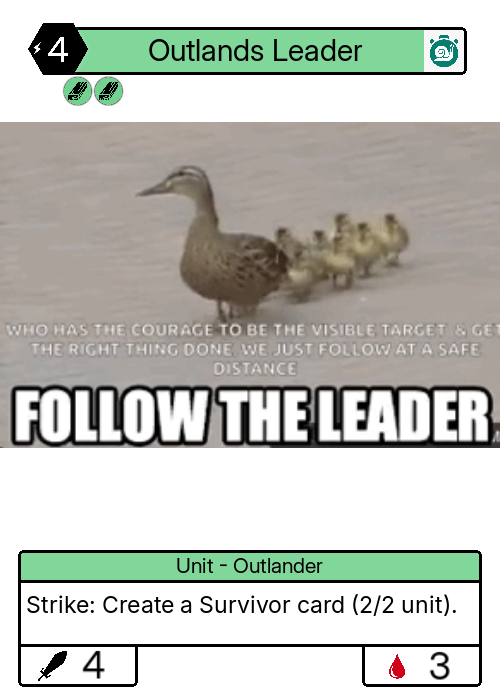 4 Outlands Leader
WHO HAS THE COURAGE TO BE THE VISIBLE TARGET & GET
THE RIGHT THING DONE WE JUST FOLLOW AT A SAFE
DISTANCE
FOLLOW THE LEADER
Unit - Outlander
Strike: Create a Survivor card (2/2 unit).
4 3